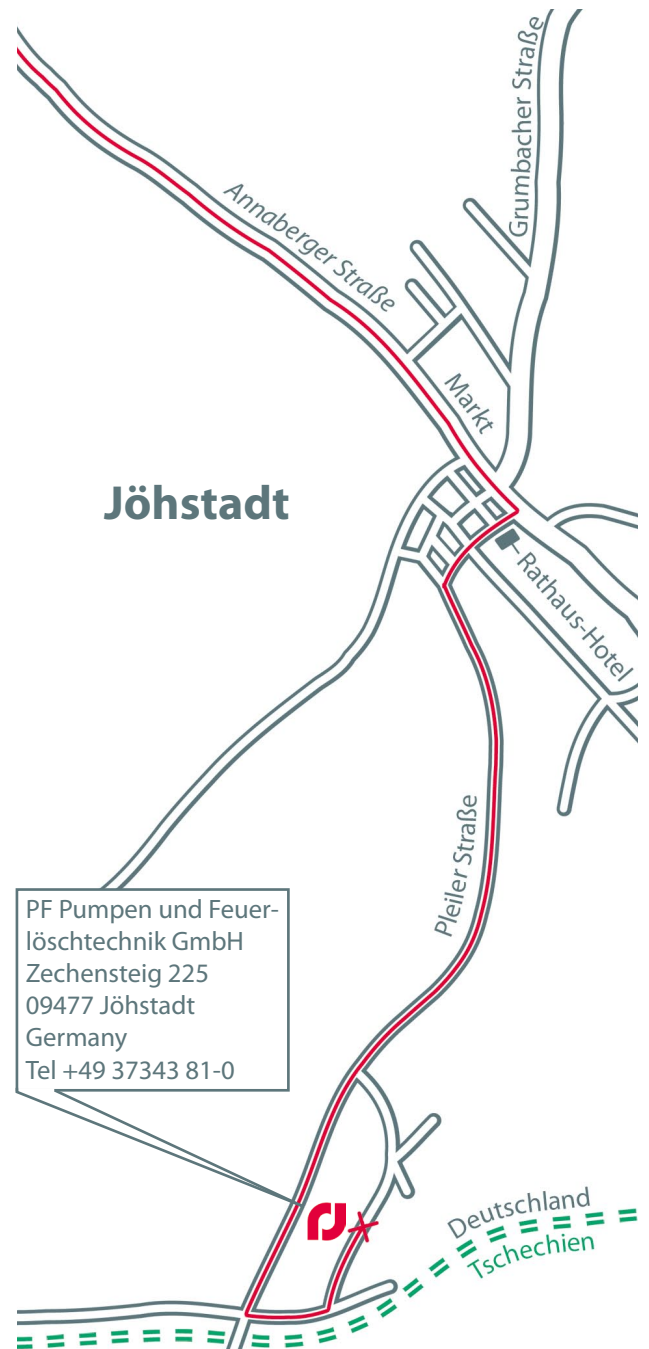 Grumbacher Straße
Annaberger Straße
Markt
Jöhstadt
Rathaus-Hotel
Pleiler Straße
PF Pumpen und Feuer-
löschtechnik GmbH
Zechensteig 225
09477 Jöhstadt
Germany
Tel +49 37343 81-0
Deutschland
Tschechien